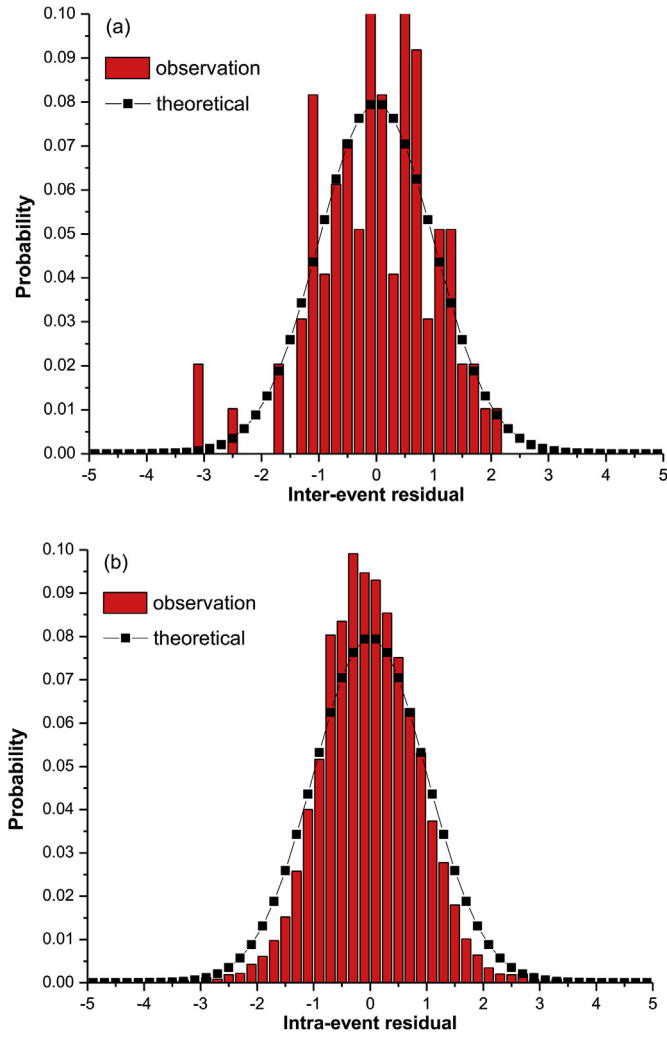 (a)
observation
theoretical
0.10
0.09
0.08
0.07
0.06
0.05
0.04
0.03
0.02
0.01
0.00
Probability
-5 -4 -3 -2 -1 0 1 2 3 4 5
Inter-event residual
(b)
observation
theoretical
0.10
0.09
0.08
0.07
0.06
0.05
0.04
0.03
0.02
0.01
0.00
Probability
-5 -4 -3 -2 -1 0 1 2 3 4 5
Intra-event residual